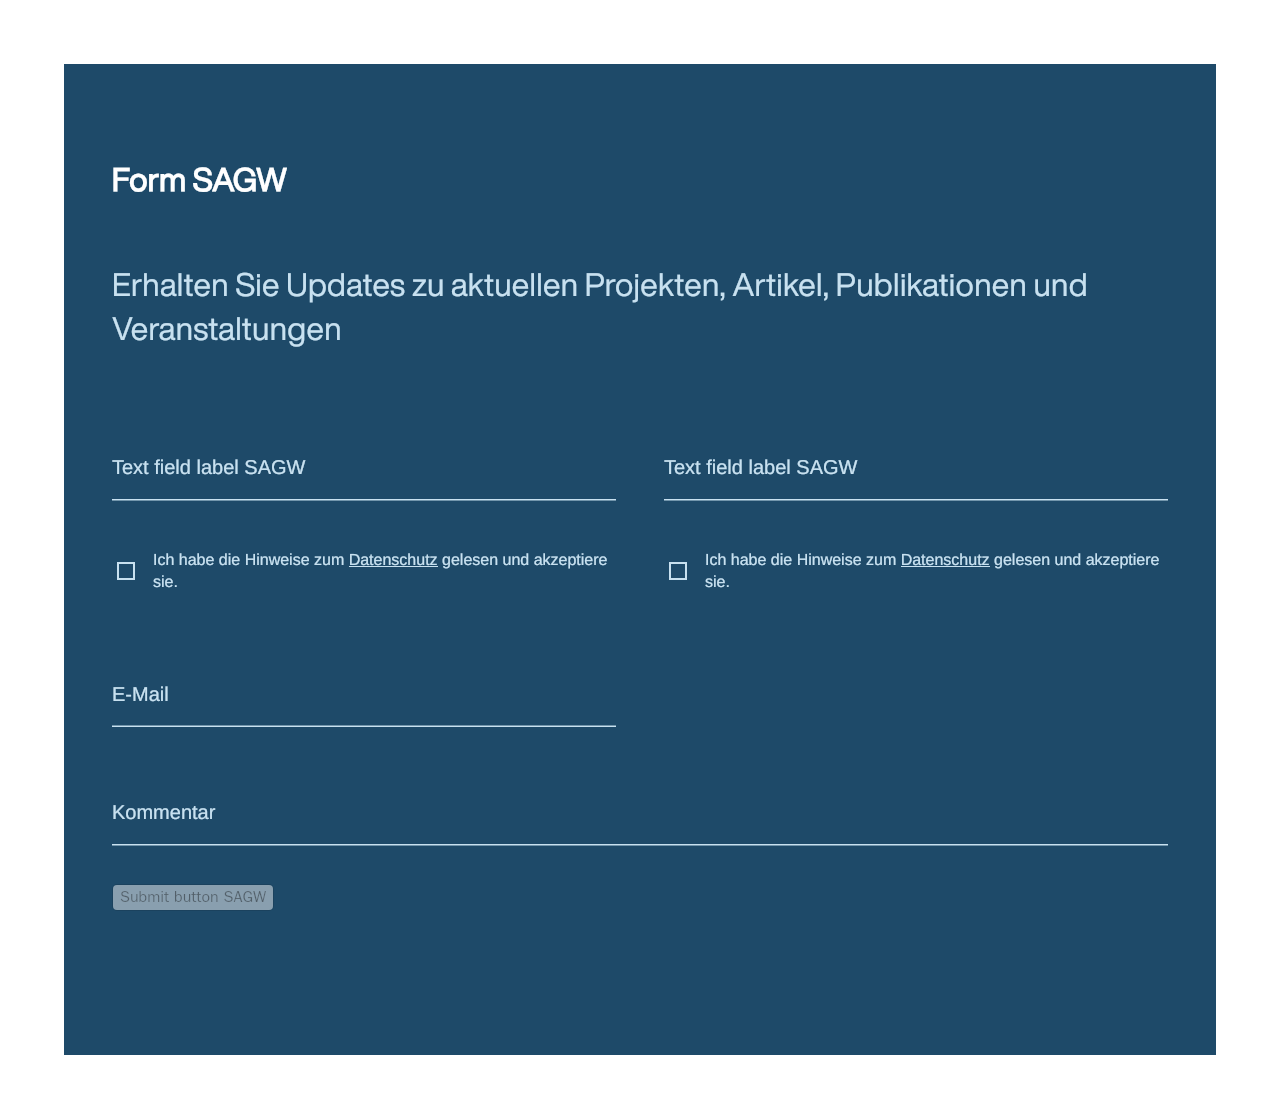 Form SAGW
Erhalten Sie Updates zu aktuellen Projekten, Artikel, Publikationen und
Veranstaltungen
Text field label SAGW
Text field label SAGW
Ich habe die Hinweise zum Datenschutz gelesen und akzeptiere
sie.
Ich habe die Hinweise zum Datenschutz gelesen und akzeptiere
sie.
E-Mail
Kommentar
Submit button SAGW